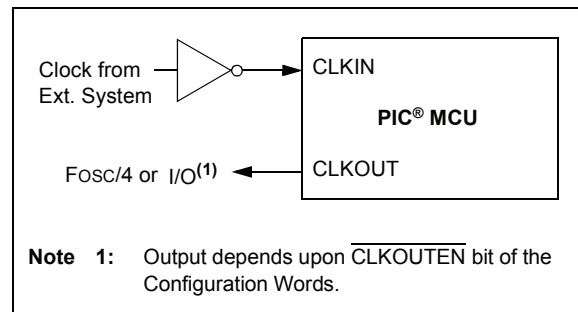 Clock from
Ext. System
CLKIN
PIC® MCU
FOSC/4 or I/O(1)
CLKOUT
Note 1: Output depends upon CLKOUTEN bit of the
Configuration Words.